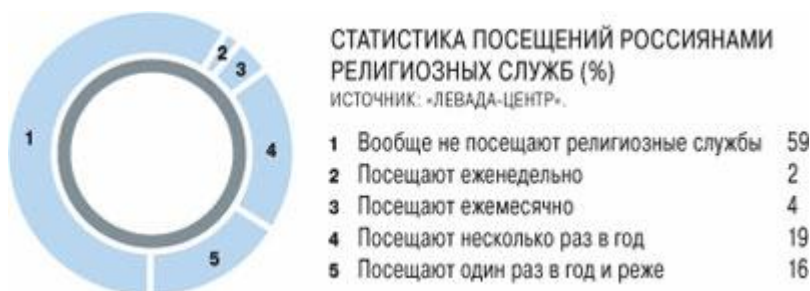 СТАТИСТИКА ПОСЕЩЕНИЙ РОССИЯНАМИ
РЕЛИГИОЗНЫХ СЛУЖБ (%)
ИСТОЧНИК: «ЛЕВАДА-ЦЕНТР».
1 Вообще не посещают религиозные службы 59
2 Посещают еженедельно 2
3 Посещают ежемесячно 4
4 Посещают несколько раз в год 19
5 Посещают один раз в год и реже 16
1
2
3
4
5